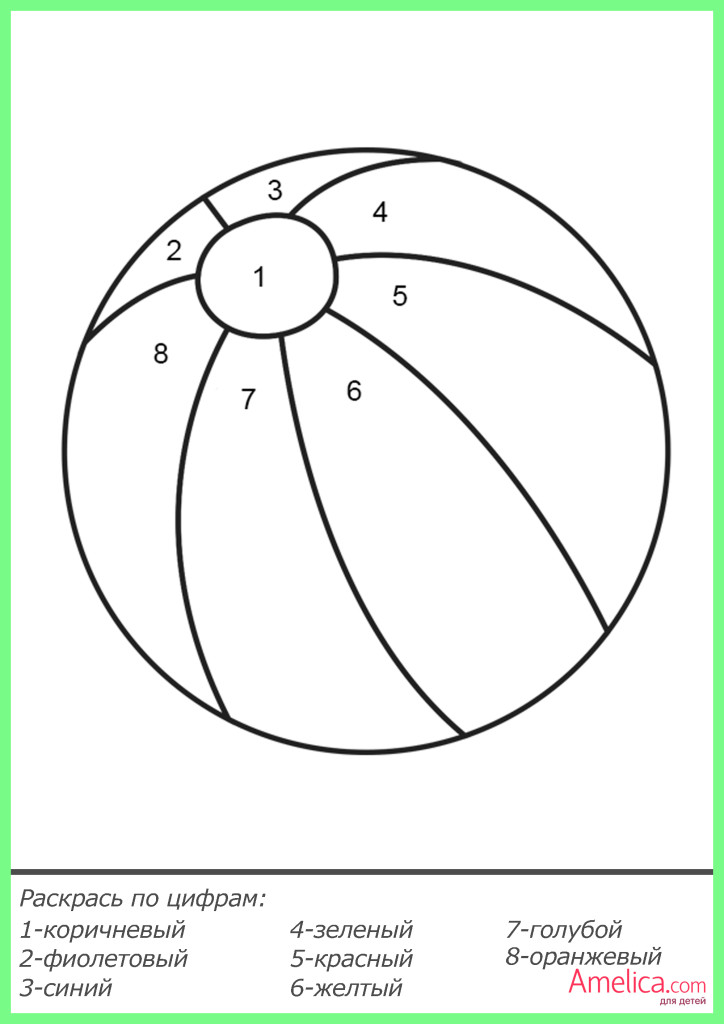 3
4
2
1
5
8
6
7
Раскрась по цифрам:
1-коричневый 4-зеленый 7-голубой
2-фиолетовый 5-красный 8-оранжевый
3-синий 6-желтый
Amelica.com
для детей